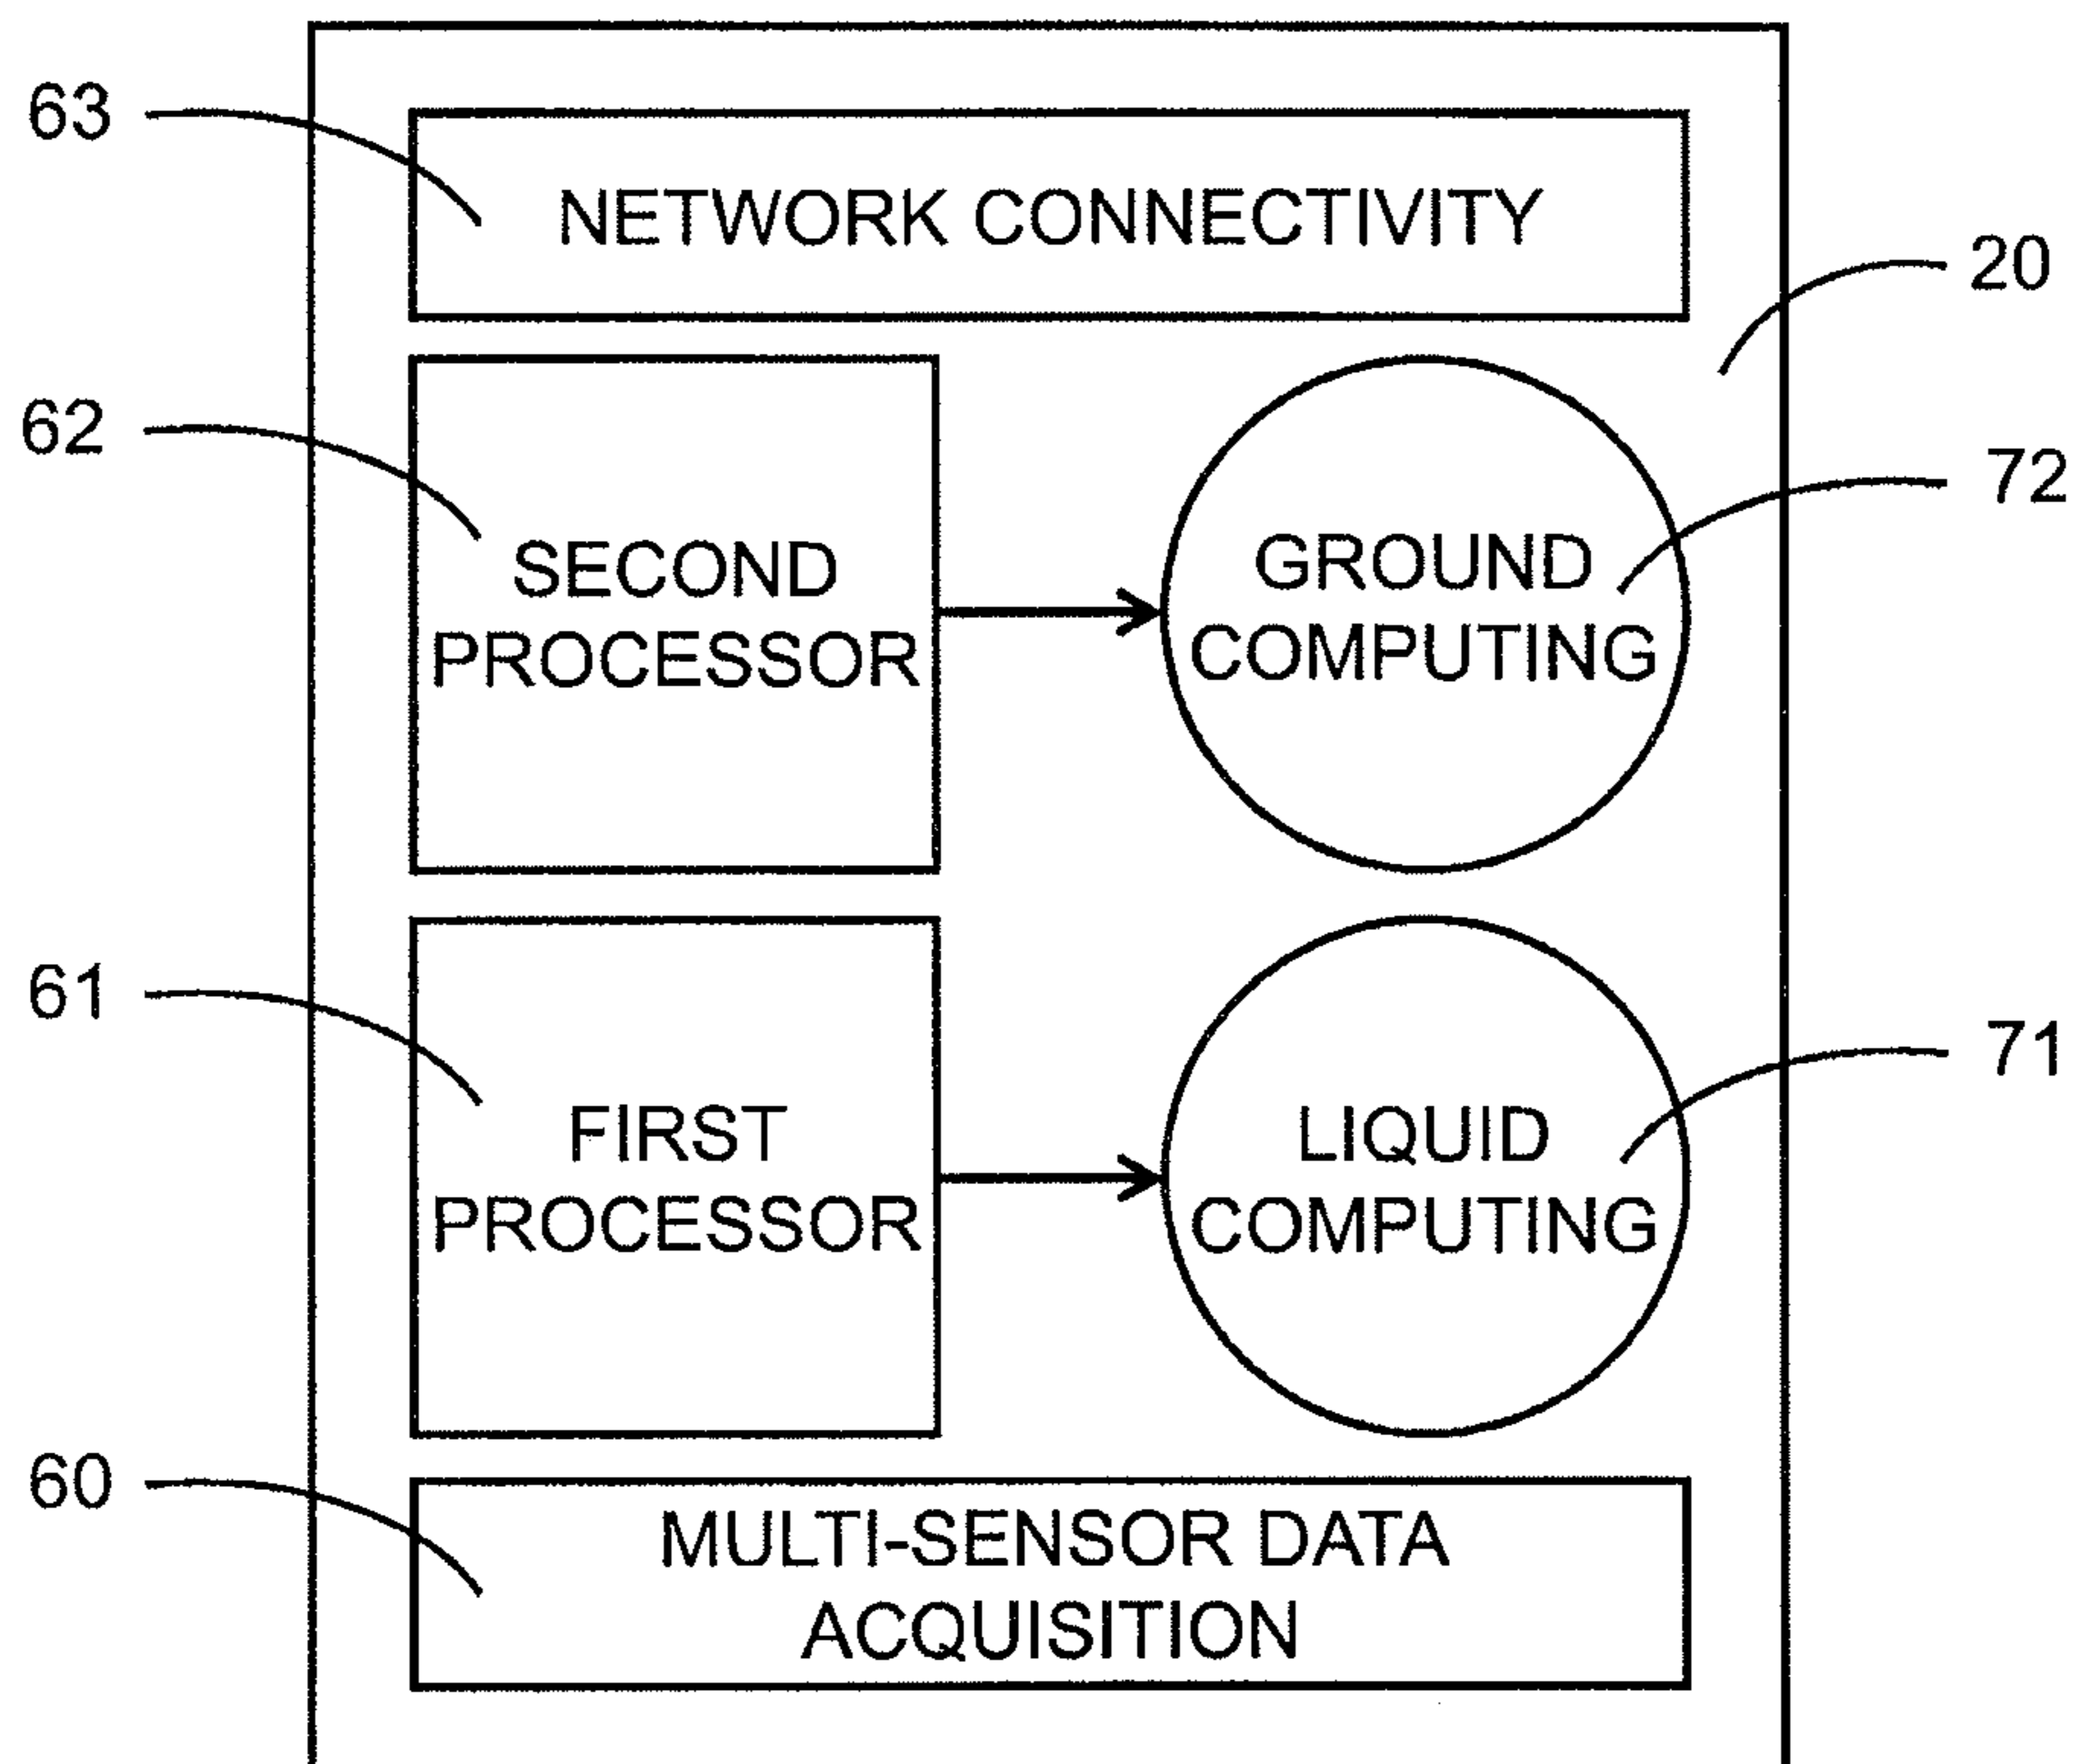 63
NETWORK CONNECTIVITY
20
62
SECOND
PROCESSOR
GROUND
COMPUTING
72
61
FIRST
PROCESSOR
LIQUID
COMPUTING
71
60
MULTI-SENSOR DATA
ACQUISITION